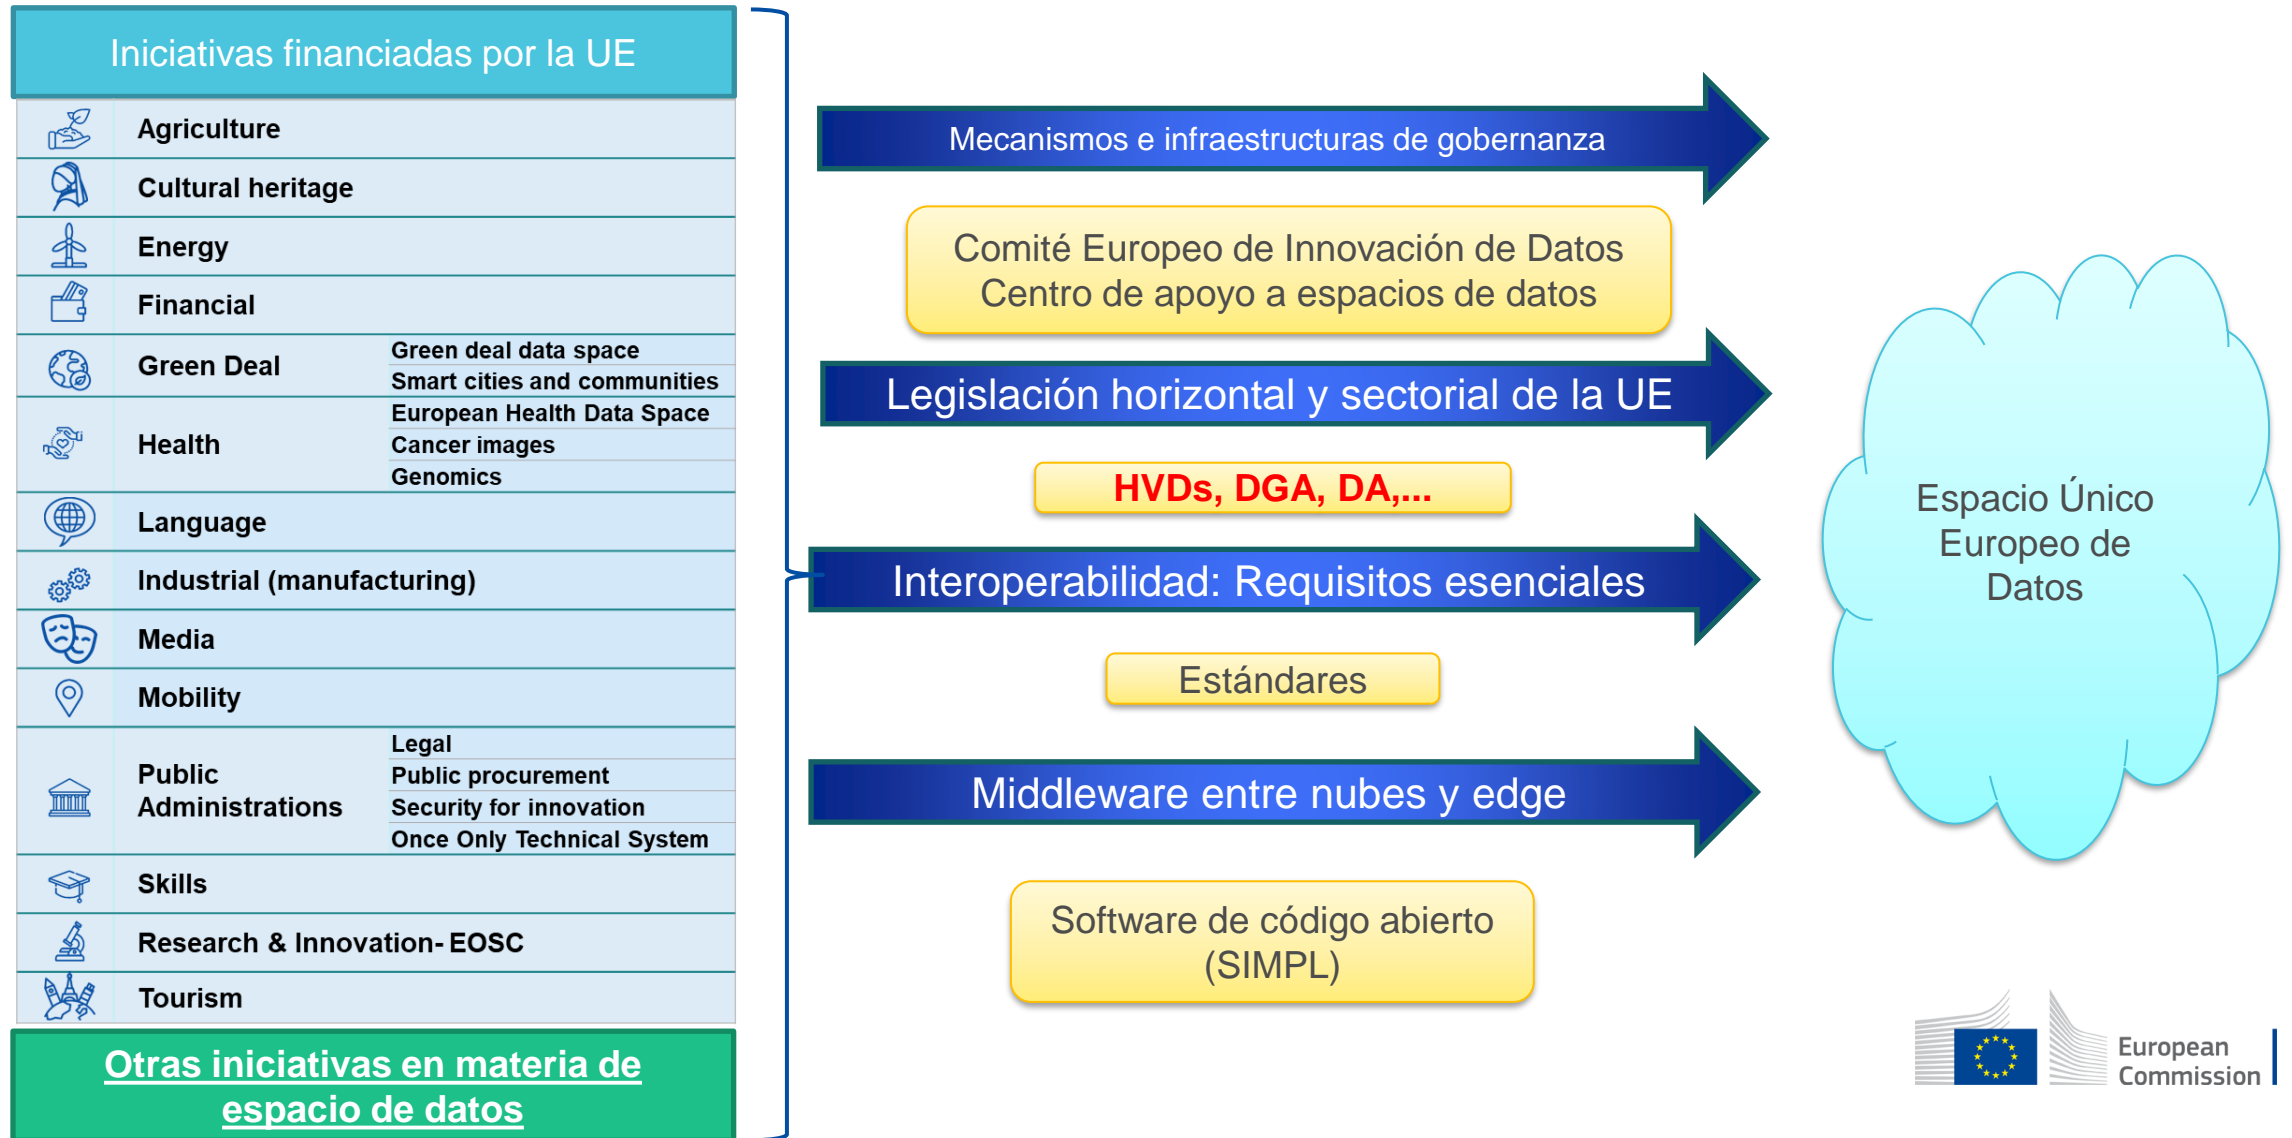 Iniciativas financiadas por la UE
Agriculture
Cultural heritage
Energy
Financial
Green Deal
Green deal data space
Smart cities and communities
Health
European Health Data Space
Cancer images
Genomics
Language
Industrial (manufacturing)
Media
Mobility
Public
Administrations
Legal
Public procurement
Security for innovation
Once Only Technical System
Skills
Research & Innovation- EOSC
Tourism
Otras iniciativas en materia de
espacio de datos
Mecanismos e infraestructuras de gobernanza
Comité Europeo de Innovación de Datos
Centro de apoyo a espacios de datos
Legislación horizontal y sectorial de la UE
HVDs, DGA, DA,...
Interoperabilidad: Requisitos esenciales
Estándares
Middleware entre nubes y edge
Software de código abierto
(SIMPL)
Espacio Único
Europeo de
Datos
European
Commission